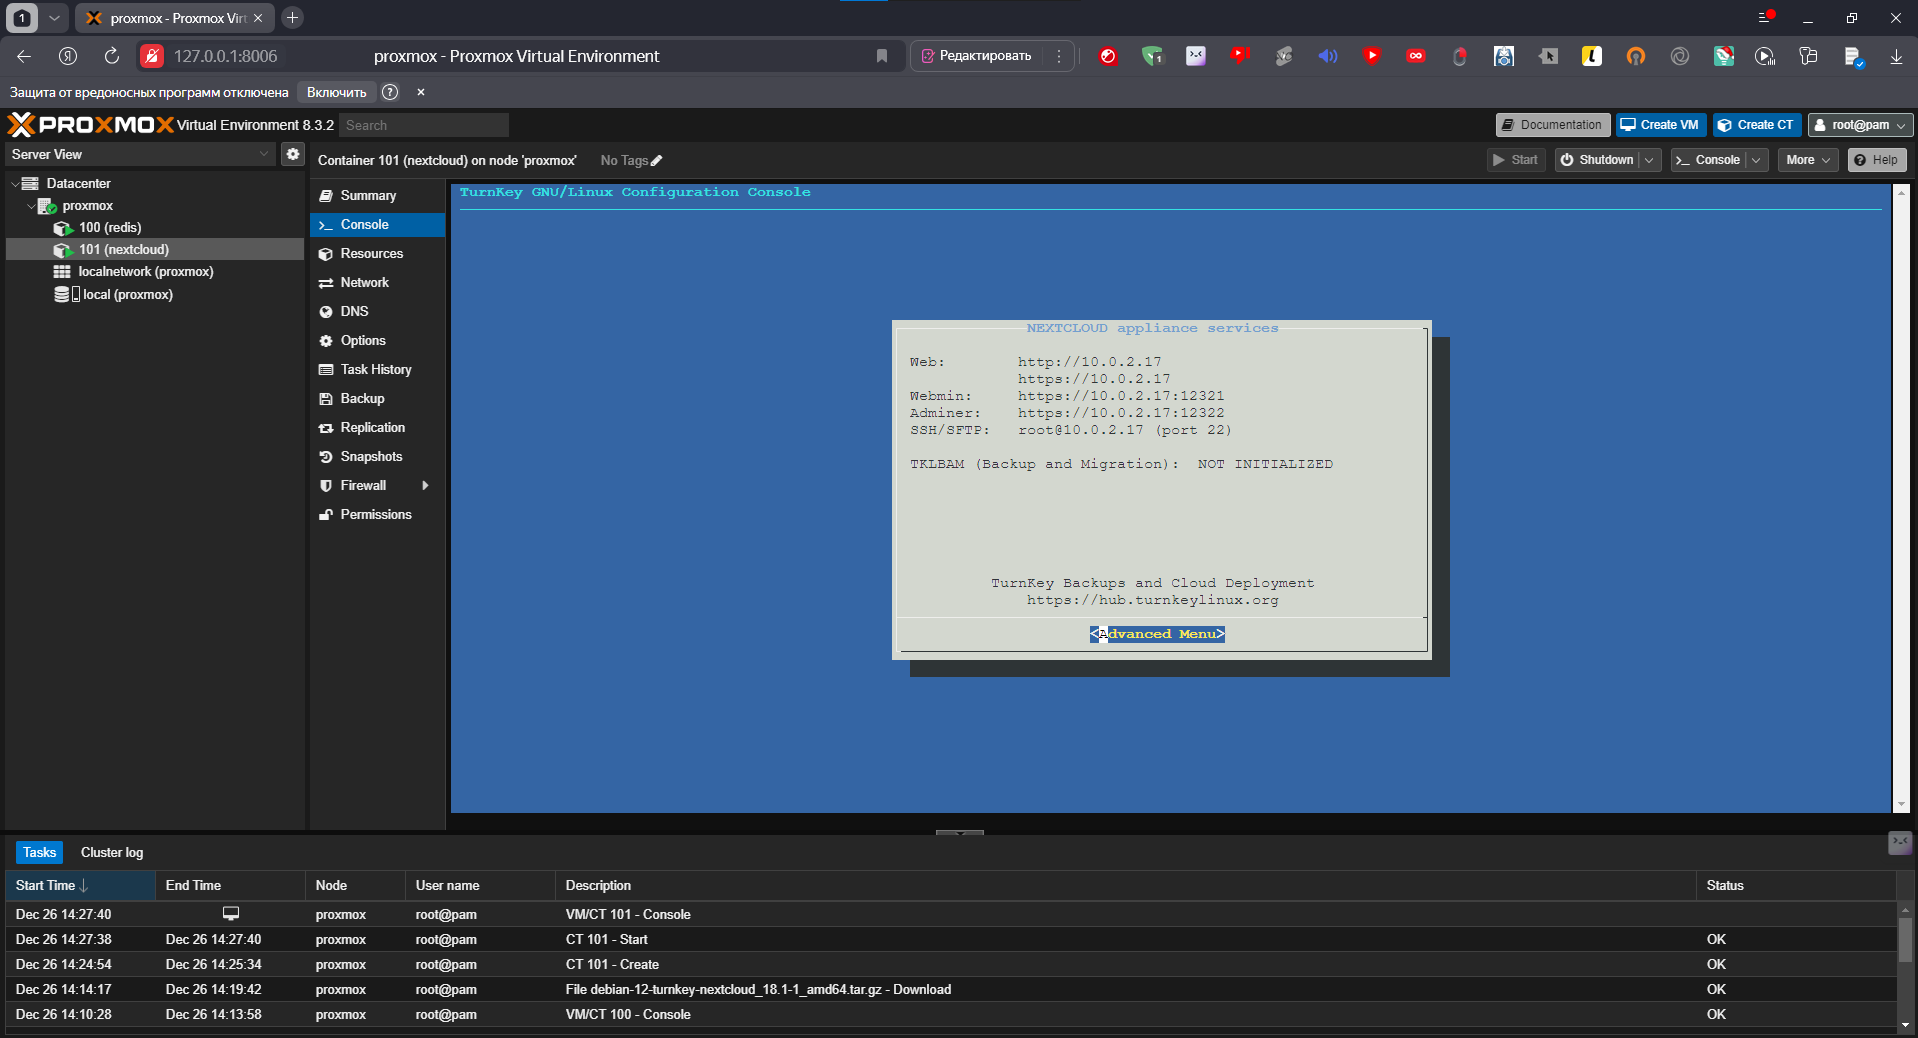 1
proxmox - Proxmox Virt
127.0.0.1:8006
proxmox - Proxmox Virtual Environment
Редактировать
Защита от вредоносных программ отключена
Включить
PROXMOX Virtual Environment 8.3.2
Search
Documentation
Create VM
Create CT
root@pam
Server View
Container 101 (nextcloud) on node 'proxmox'
No Tags
Start
Shutdown
Console
More
Help
Datacenter
proxmox
100 (redis)
101 (nextcloud)
localnetwork (proxmox)
local (proxmox)
Summary
Console
Resources
Network
DNS
Options
Task History
Backup
Replication
Snapshots
Firewall
Permissions
TurnKey GNU/Linux Configuration Console
NEXTCLOUD appliance services
Web: http://10.0.2.17
https://10.0.2.17
Webmin: https://10.0.2.17:12321
Adminer: https://10.0.2.17:12322
SSH/SFTP: root@10.0.2.17 (port 22)
TKLBAM (Backup and Migration): NOT INITIALIZED
TurnKey Backups and Cloud Deployment
https://hub.turnkeylinux.org
<Advanced Menu>
Tasks Cluster log
Start Time End Time Node User name Description Status
Dec 26 14:27:40 proxmox root@pam VM/CT 101 - Console
Dec 26 14:27:38 Dec 26 14:27:40 proxmox root@pam CT 101 - Start OK
Dec 26 14:24:54 Dec 26 14:25:34 proxmox root@pam CT 101 - Create OK
Dec 26 14:14:17 Dec 26 14:19:42 proxmox root@pam File debian-12-turnkey-nextcloud_18.1-1_amd64.tar.gz - Download OK
Dec 26 14:10:28 Dec 26 14:13:58 proxmox root@pam VM/CT 100 - Console OK